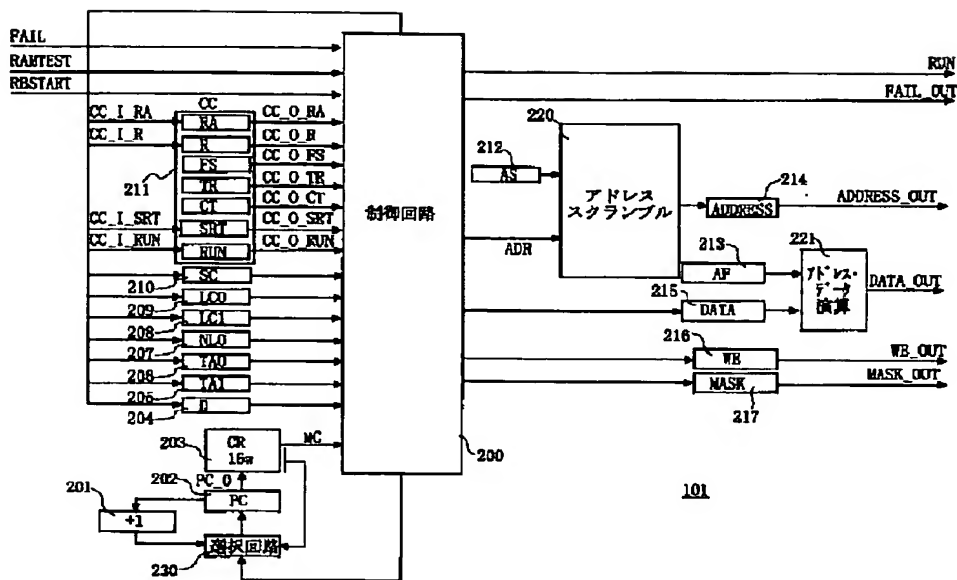 FAIL
RAMTEST
RBSTART
CC
CC_I_RA
RA
CC_O_RA
CC_I_R
R
CC_O_R
FS
CC_O_FS
211
TR
CC_O_TR
CT
CC_O_CT
CC_I_SRT
SRT
CC_O_SRT
CC_I_RUN
RUN
CC_O_RUN
210
SC
209
LC0
208
LC1
207
NL0
206
TA0
205
TA1
204
D
203
CR
16w
MC
202
PC_O
PC
201
+1
選択回路
230
制御回路
200
RUN
FAIL_OUT
212
AS
220
アドレス
スクランブル
ADR
214
ADDRESS
ADDRESS_OUT
213
AF
221
アドレス・
データ
演算
DATA_OUT
215
DATA
216
WE
WE_OUT
MASK
MASK_OUT
217
101